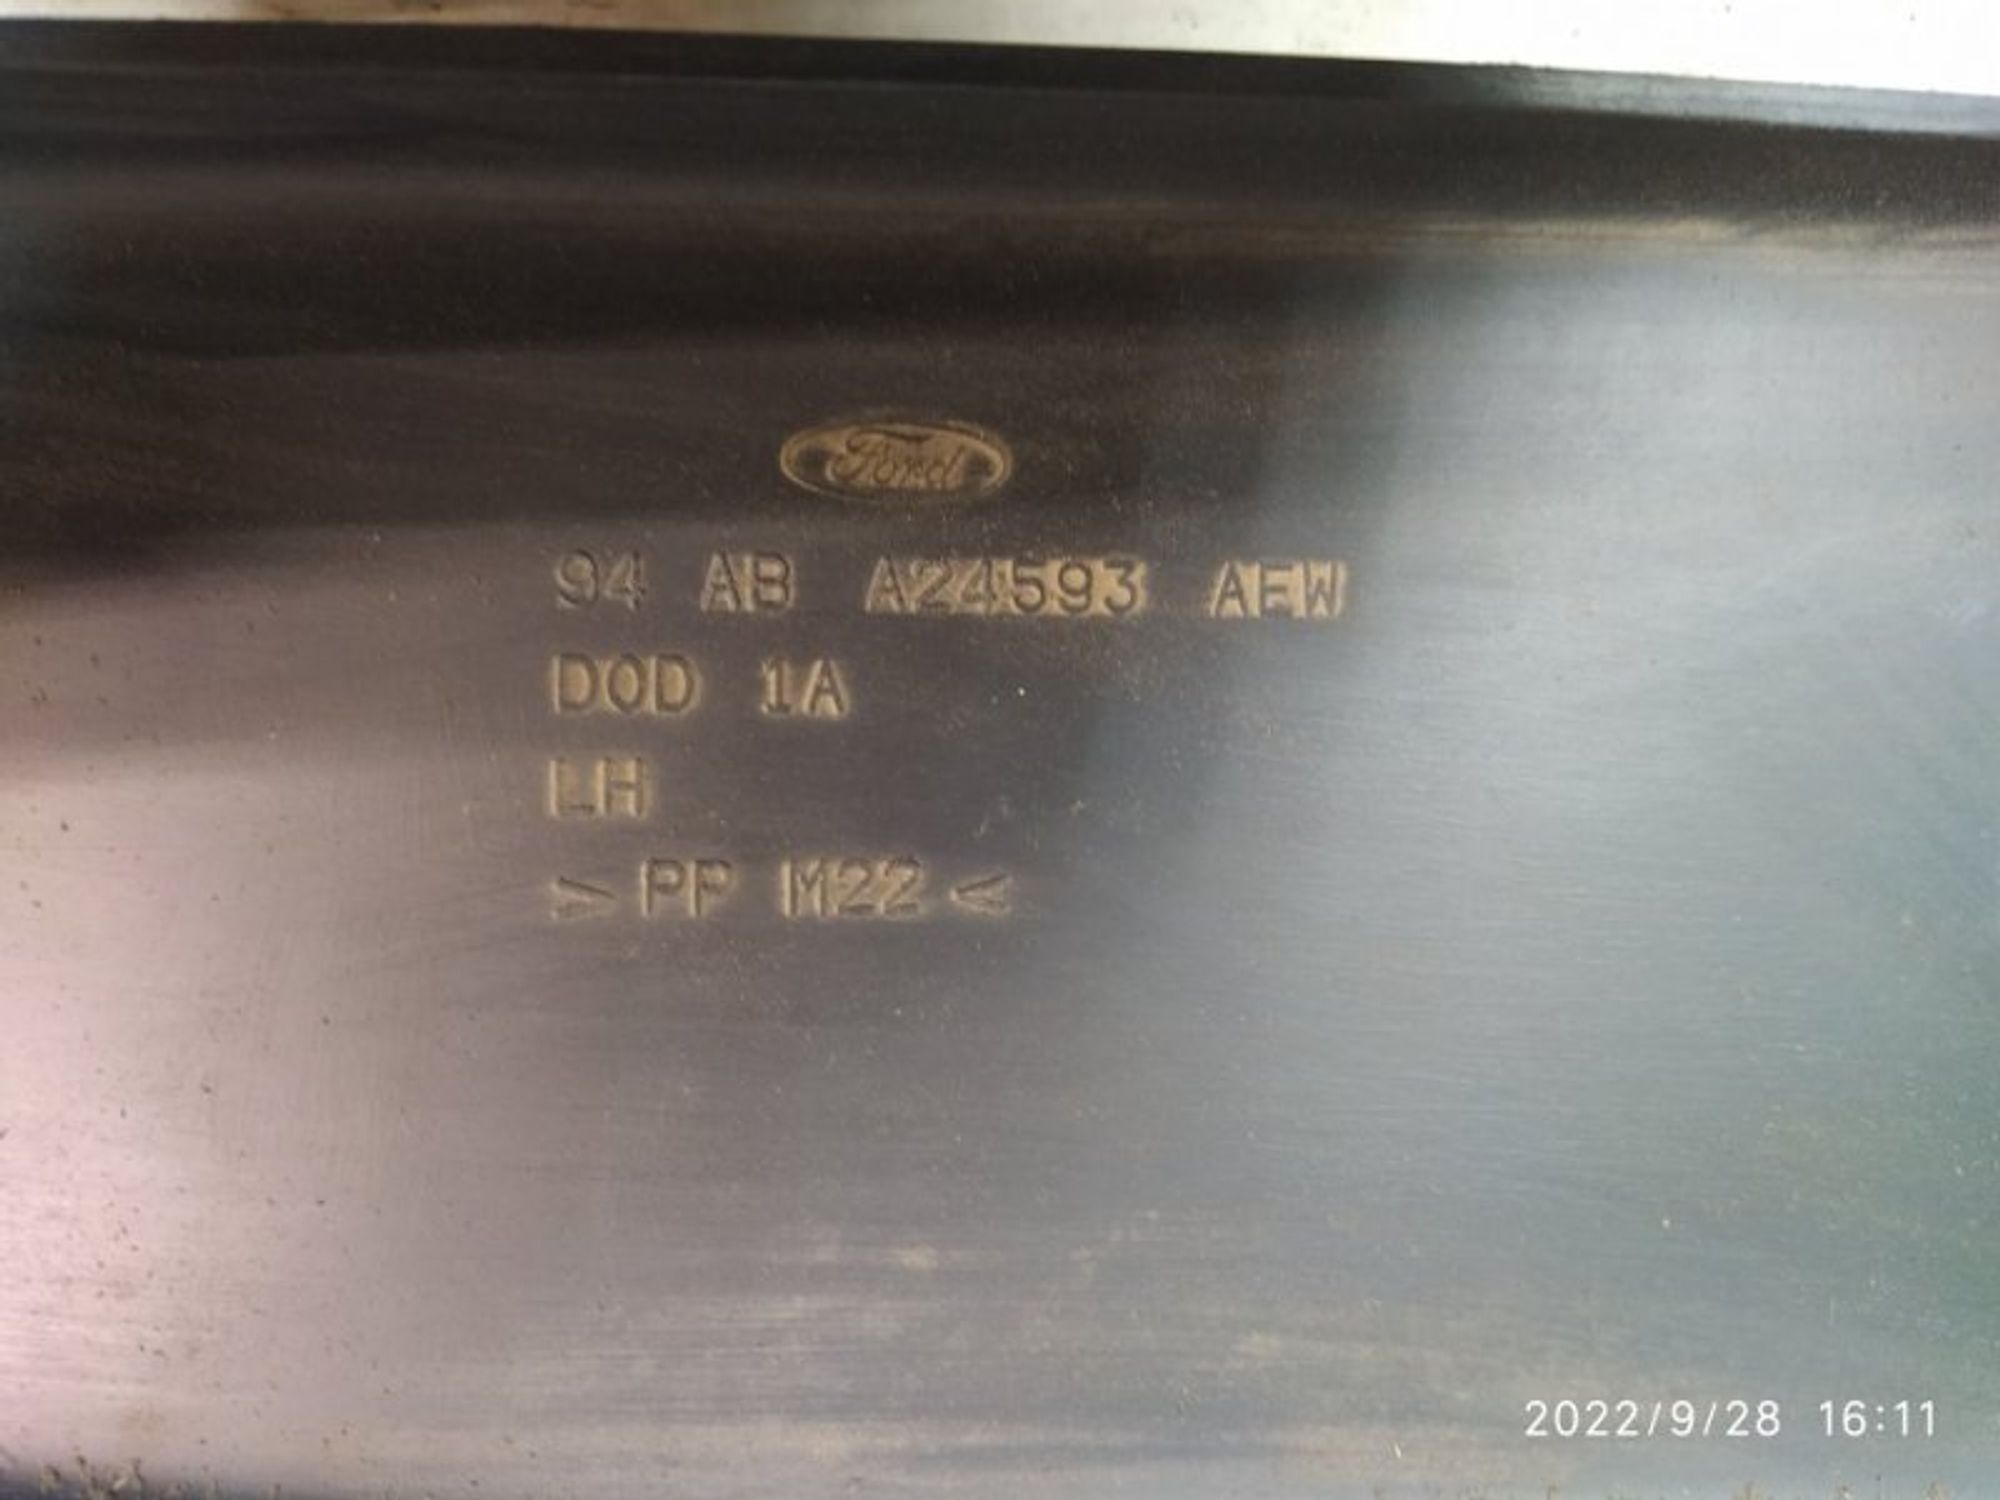 Ford
94 AB A24593 AEW
DOD 1A
LH
>PP M22<
2022/9/28 16:11